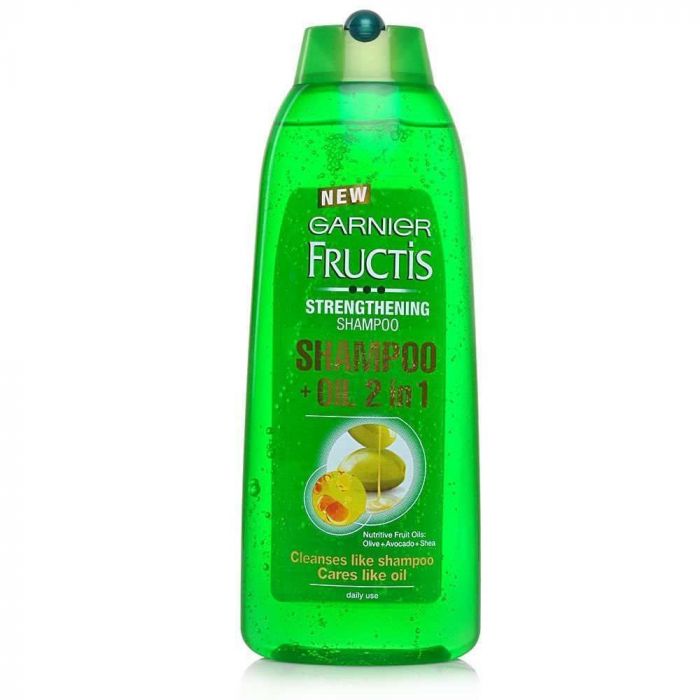 NEW
GARNIER
FRUCTIS
STRENGTHENING
SHAMPOO
SHAMPOO
+ OIL 2 in 1
Nutritive Fruit Oils:
Olive + Avocado + Shea
Cleanses like shampoo
Cares like oil
daily use